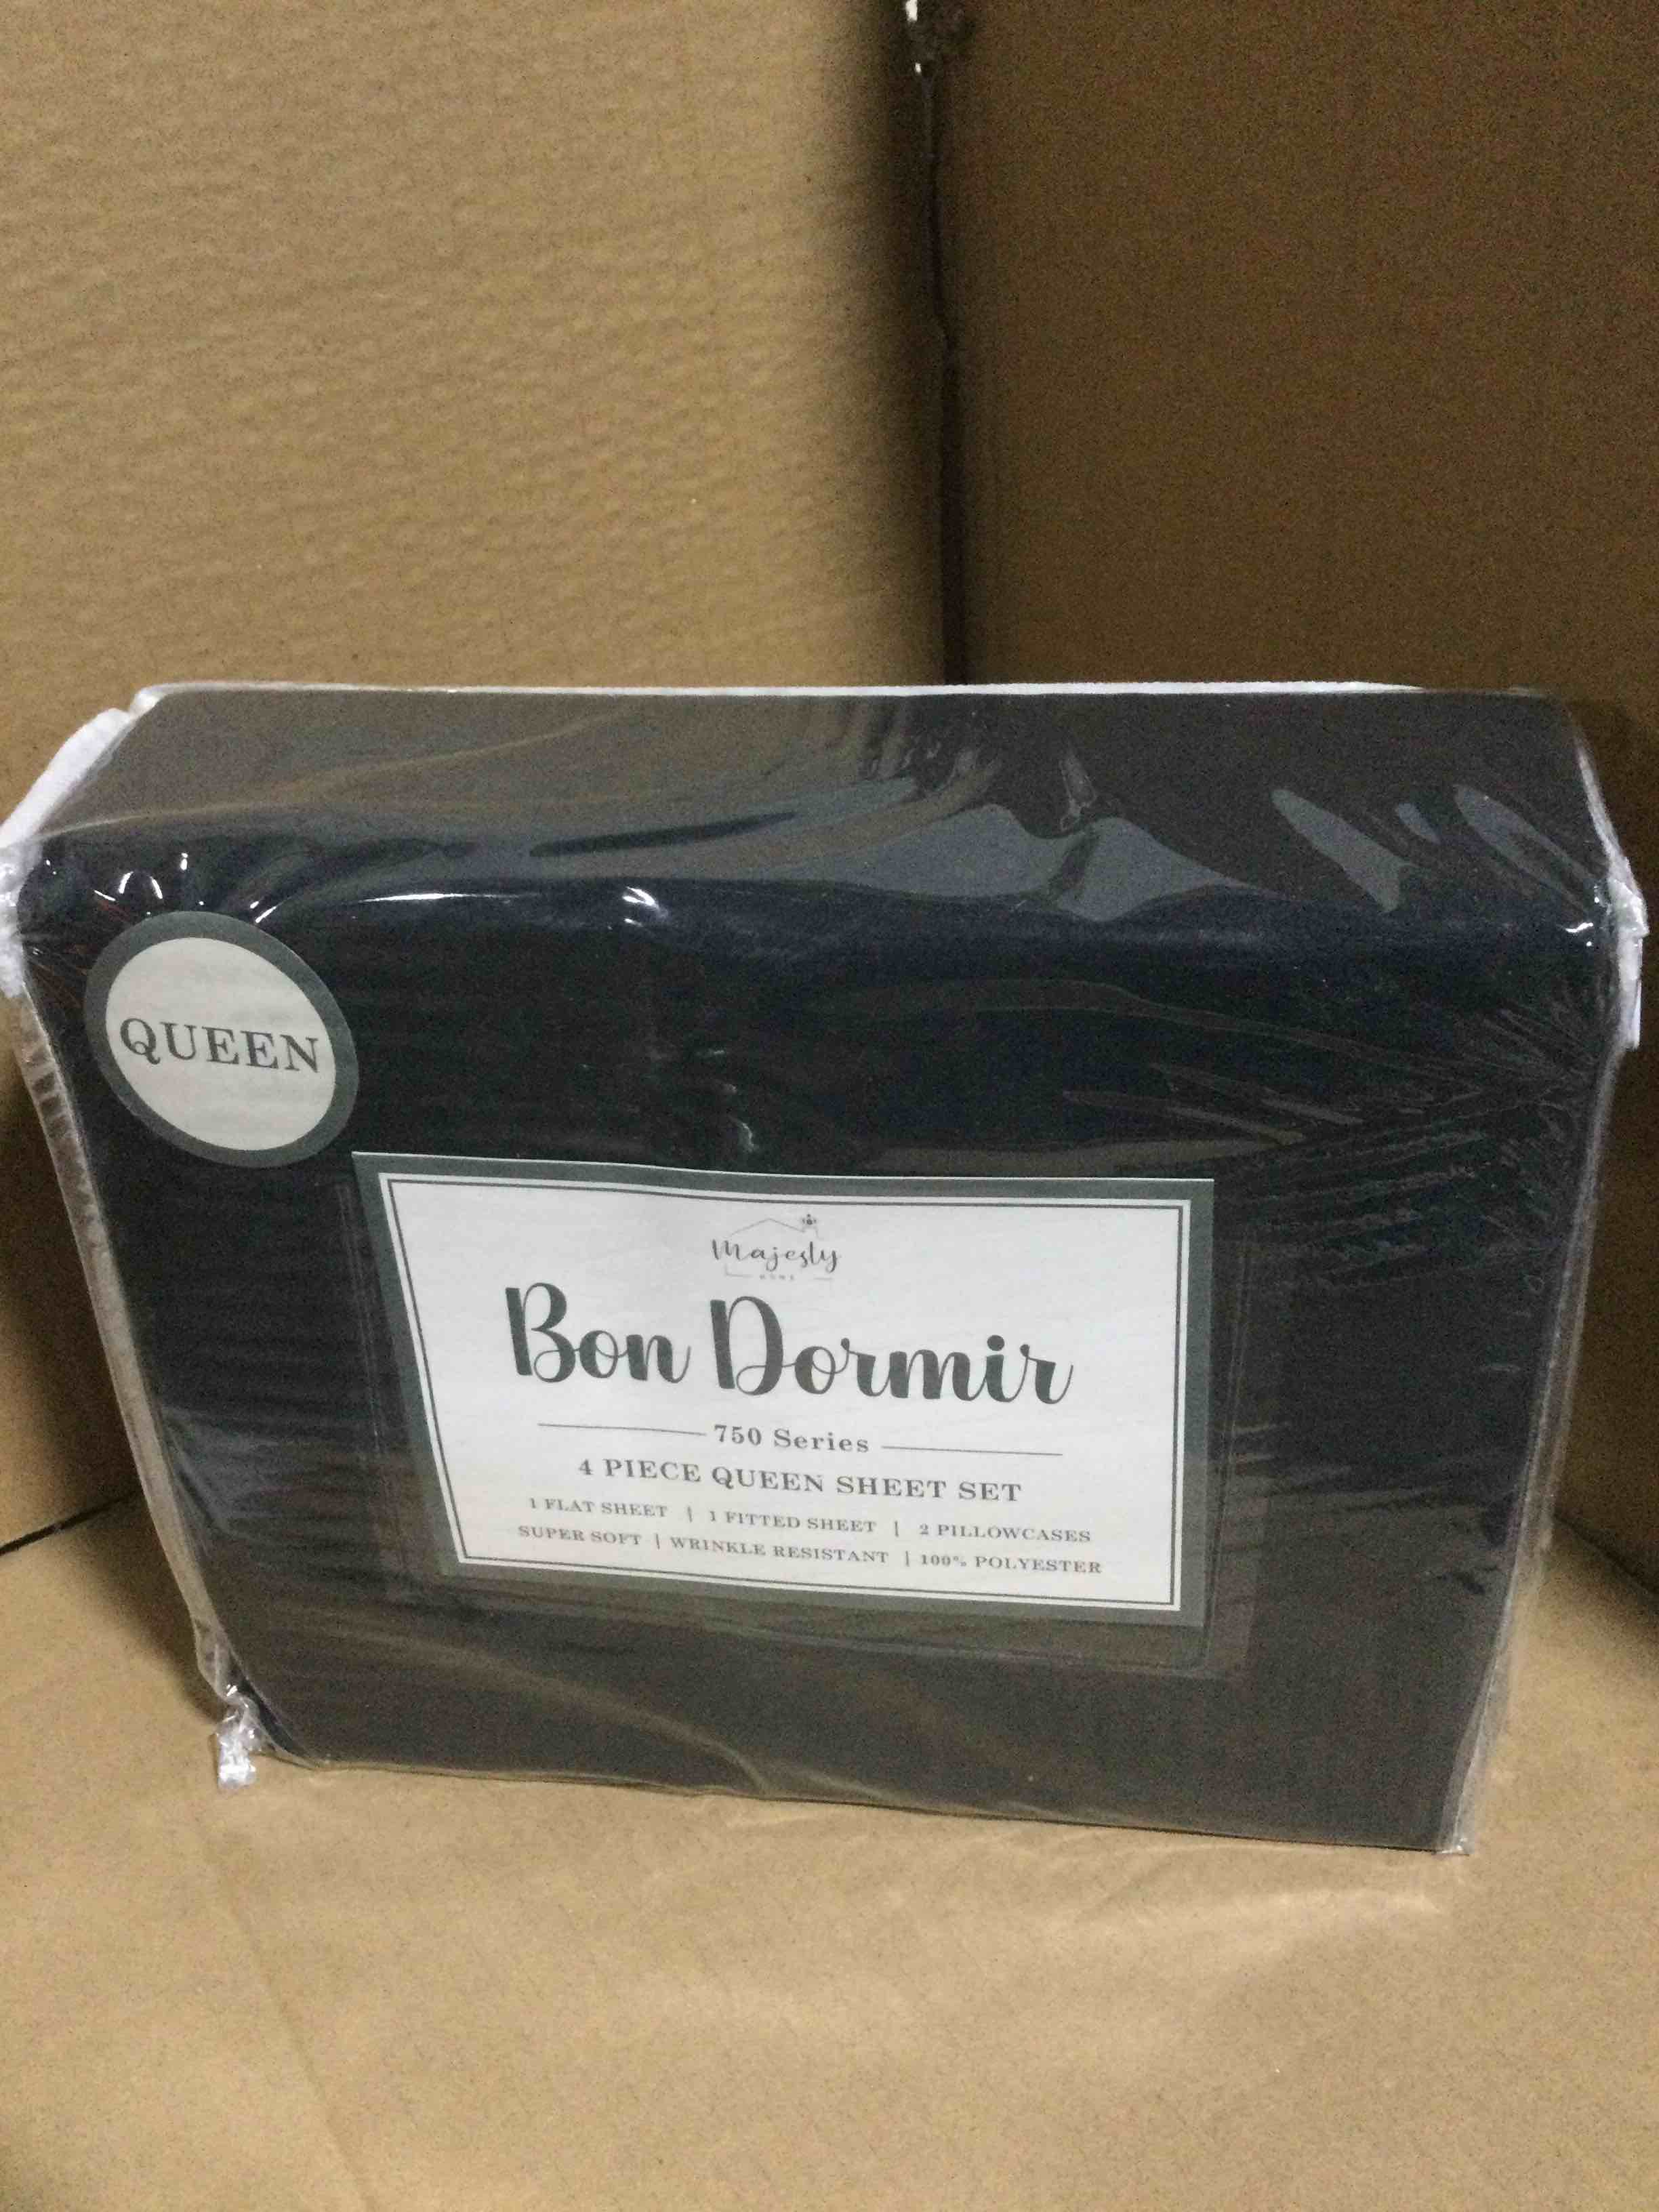 QUEEN
Majesty
HOME
Bon Dormir
750 Series
4 PIECE QUEEN SHEET SET
1 FLAT SHEET | 1 FITTED SHEET | 2 PILLOWCASES
SUPER SOFT | WRINKLE RESISTANT | 100% POLYESTER